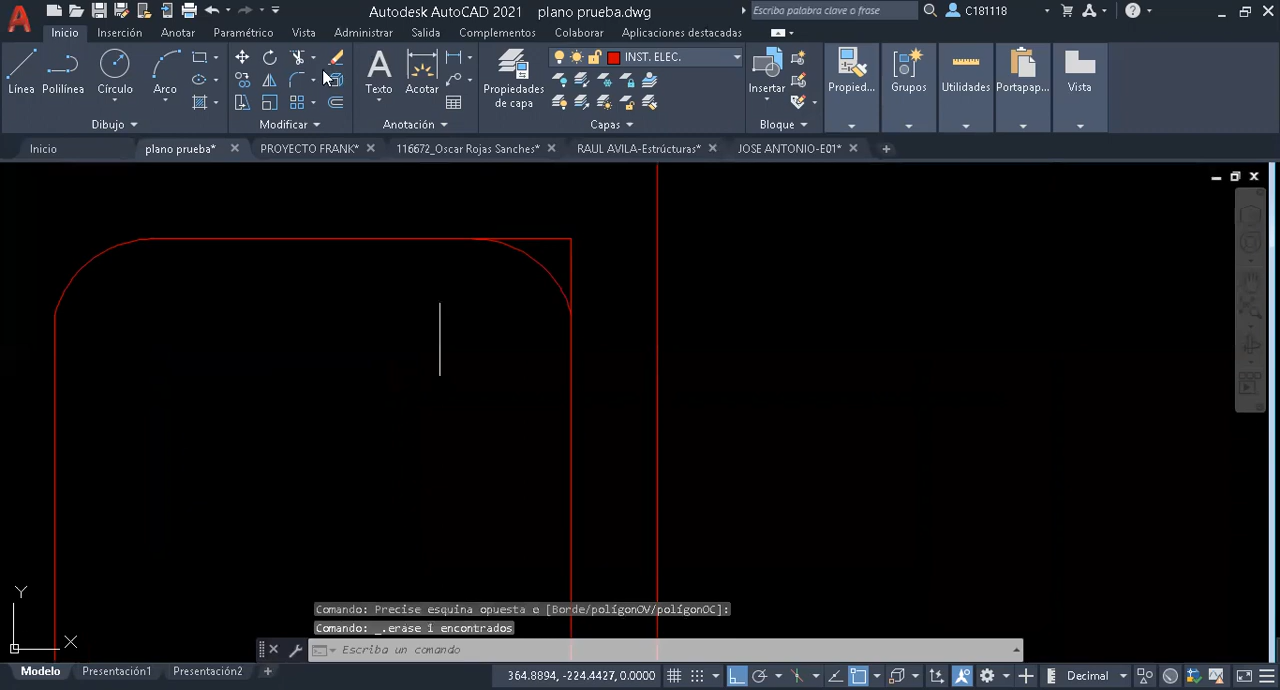 Autodesk AutoCAD 2021 plano prueba.dwg
Escriba palabra clave o frase
C181118
Inicio Inserción Anotar Paramétrico Vista Administrar Salida Complementos Colaborar Aplicaciones destacadas
INST. ELEC.
Línea Polilínea Círculo Arco
Texto Acotar
Propiedades de capa
Insertar
Propied... Grupos Utilidades Portapap... Vista
Dibujo Modificar Anotación Capas Bloque
Inicio plano prueba* PROYECTO FRANK* 116672_Oscar Rojas Sanches* RAUL AVILA-Estrúcturas* JOSE ANTONIO-E01*
Y
X
Comando: Precise esquina opuesta o [Borde/polígonOV/polígonOC]:
Comando: _.erase 1 encontrados
Escriba un comando
Modelo Presentación1 Presentación2 +
364.8894, -224.4427, 0.0000
Decimal